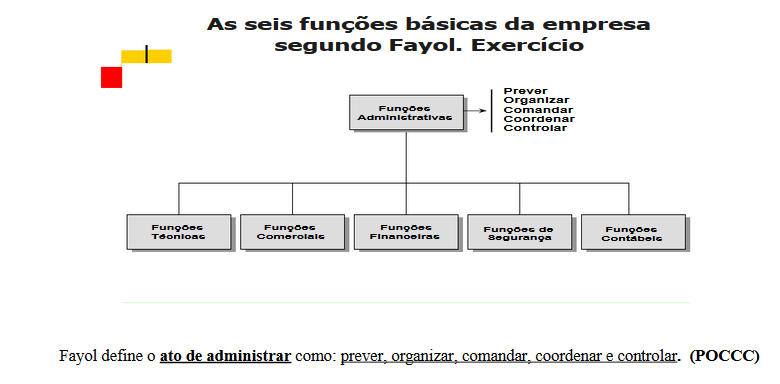 As seis funções básicas da empresa
segundo Fayol. Exercício
Funções
Administrativas
Prever
Organizar
Comandar
Coordenar
Controlar
Funções
Técnicas
Funções
Comerciais
Funções
Financeiras
Funções de
Segurança
Funções
Contábeis
Fayol define o ato de administrar como: prever, organizar, comandar, coordenar e controlar. (POCCC)